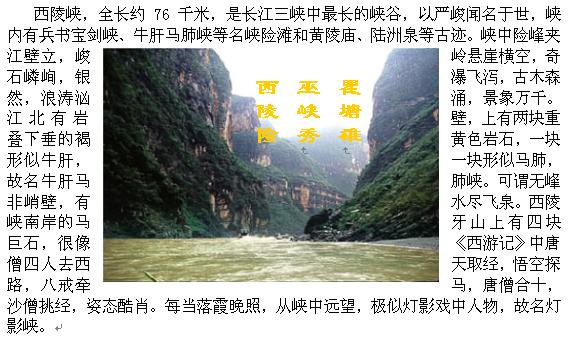 西陵峡，全长约 76 千米，是长江三峡中最长的峡谷，以严峻闻名于世，峡
内有兵书宝剑峡、牛肝马肺峡等名峡险滩和黄陵庙、陆洲泉等古迹。峡中险峰夹
江壁立，峻岭悬崖横空，奇
石嶙峋，银瀑飞泻，古木森
然，浪涛汹涌，景象万千。
江北有岩壁，上有两块重
叠下垂的褐黄色岩石，一块
形似牛肝，一块形似马肺，
故名牛肝马肺峡。可谓无峰
非峭壁，有水尽飞泉。西陵
峡南岸的马牙山上有四块
巨石，很像《西游记》中唐
僧四人去西天取经，悟空探
路，八戒牵马，唐僧合十，
沙僧挑经，姿态酷肖。每当落霞晚照，从峡中远望，极似灯影戏中人物，故名灯
影峡。
瞿塘雄
巫峡秀
西陵险